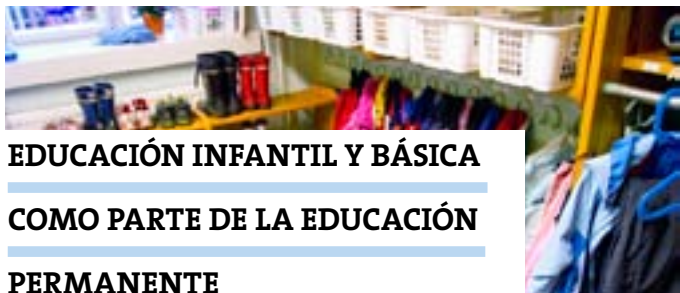 EDUCACIÓN INFANTIL Y BÁSICA
COMO PARTE DE LA EDUCACIÓN
PERMANENTE